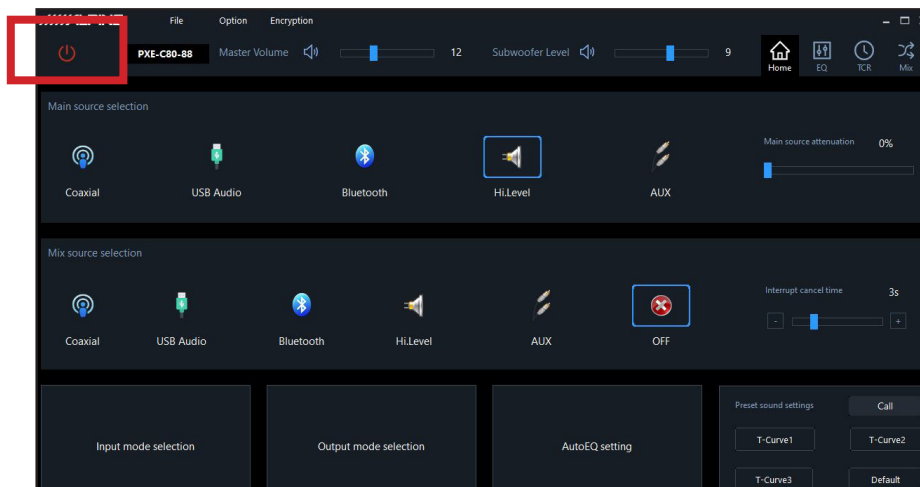 File Option Encryption
PXE-C80-88 Master Volume 12 Subwoofer Level 9
Home EQ TCR Mix
Main source selection
Coaxial USB Audio Bluetooth Hi.Level AUX
Main source attenuation 0%
Mix source selection
Coaxial USB Audio Bluetooth Hi.Level AUX OFF
Interrupt cancel time 3s
- +
Input mode selection Output mode selection AutoEQ setting
Preset sound settings Call
T-Curve1 T-Curve2
T-Curve3 Default